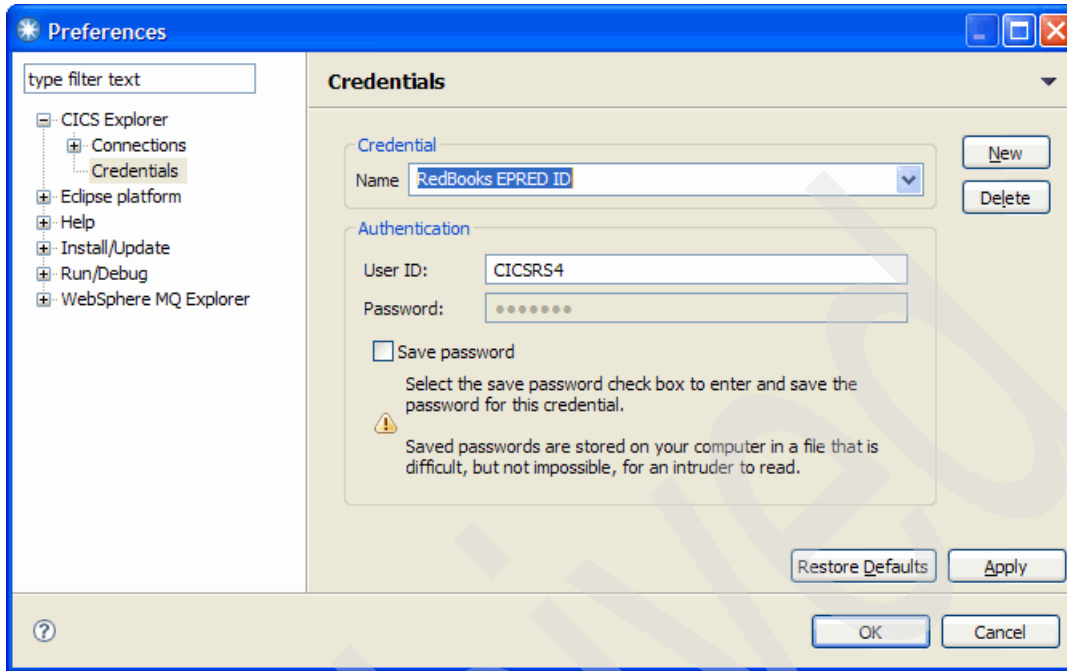 Preferences
type filter text
CICS Explorer
Connections
Credentials
Eclipse platform
Help
Install/Update
Run/Debug
WebSphere MQ Explorer
Credentials
Credential
Name RedBooks EPRED ID
New
Delete
Authentication
User ID: CICSRS4
Password: •••••••
Save password
Select the save password check box to enter and save the
password for this credential.
Saved passwords are stored on your computer in a file that is
difficult, but not impossible, for an intruder to read.
Restore Defaults Apply
? OK Cancel